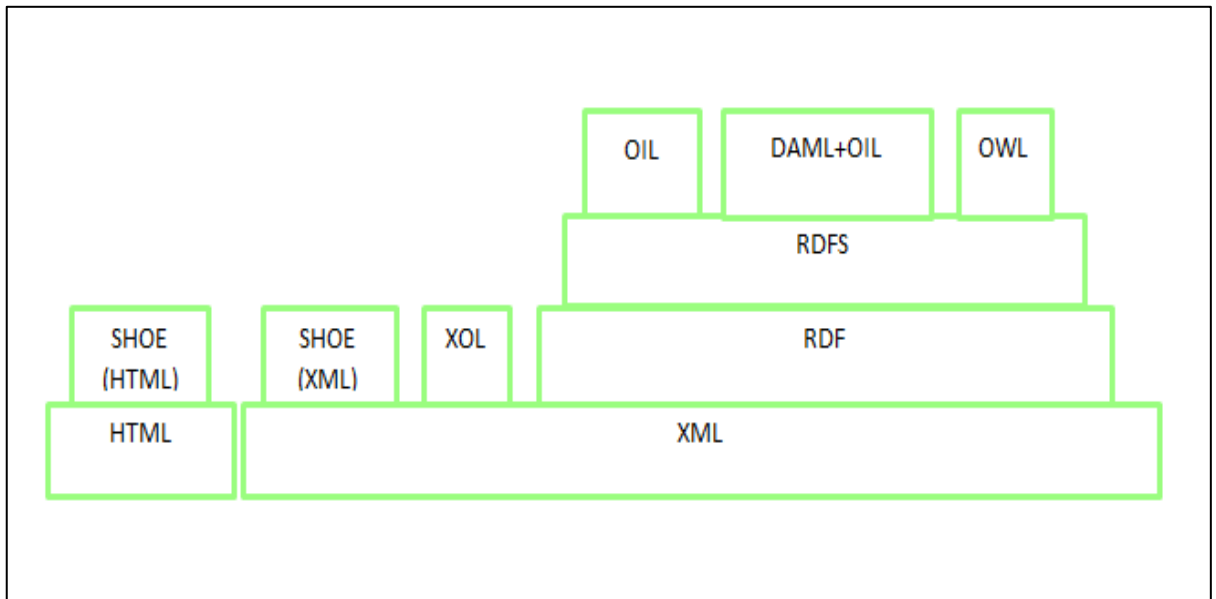 OIL
DAML+OIL
OWL
RDFS
SHOE
(HTML)
SHOE
(XML)
XOL
RDF
HTML
XML